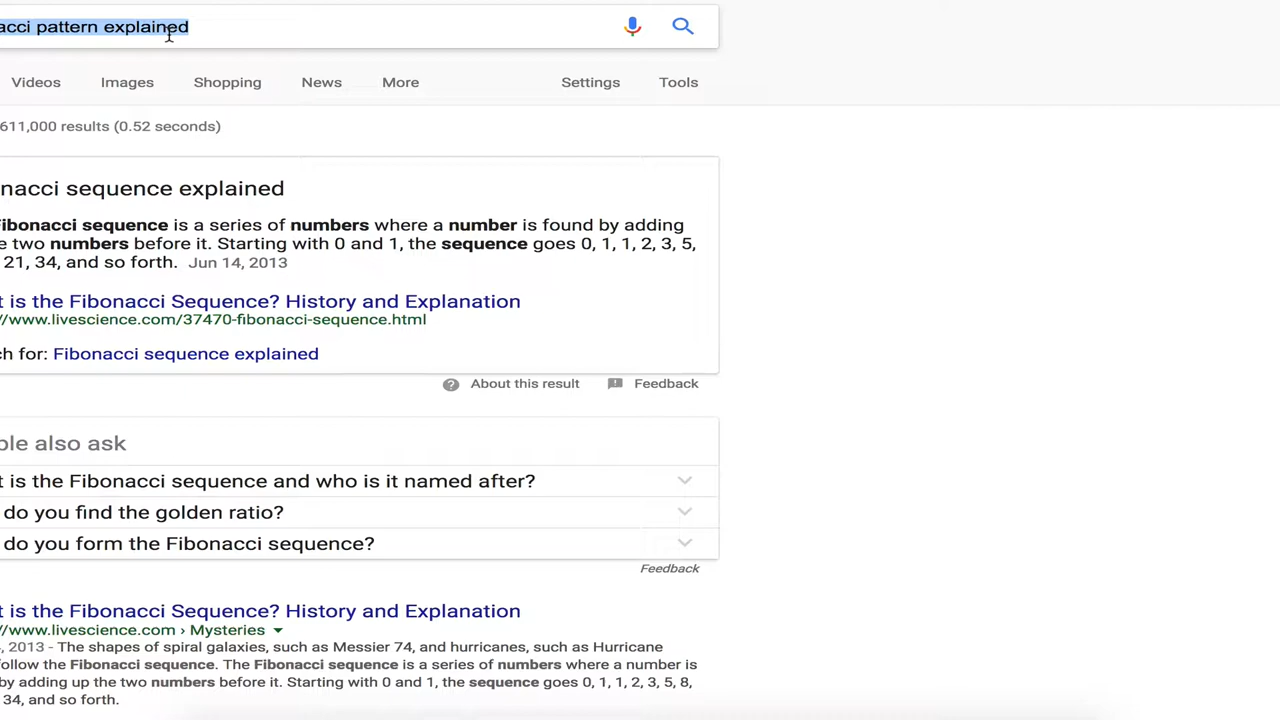 acci pattern explained
Videos Images Shopping News More Settings Tools
611,000 results (0.52 seconds)
nacci sequence explained
Fibonacci sequence is a series of numbers where a number is found by adding
e two numbers before it. Starting with 0 and 1, the sequence goes 0, 1, 1, 2, 3, 5,
21, 34, and so forth. Jun 14, 2013
t is the Fibonacci Sequence? History and Explanation
//www.livescience.com/37470-fibonacci-sequence.html
ch for: Fibonacci sequence explained
About this result Feedback
ple also ask
t is the Fibonacci sequence and who is it named after?
do you find the golden ratio?
do you form the Fibonacci sequence?
Feedback
t is the Fibonacci Sequence? History and Explanation
//www.livescience.com › Mysteries
, 2013 - The shapes of spiral galaxies, such as Messier 74, and hurricanes, such as Hurricane
follow the Fibonacci sequence. The Fibonacci sequence is a series of numbers where a number is
by adding up the two numbers before it. Starting with 0 and 1, the sequence goes 0, 1, 1, 2, 3, 5, 8,
34, and so forth.